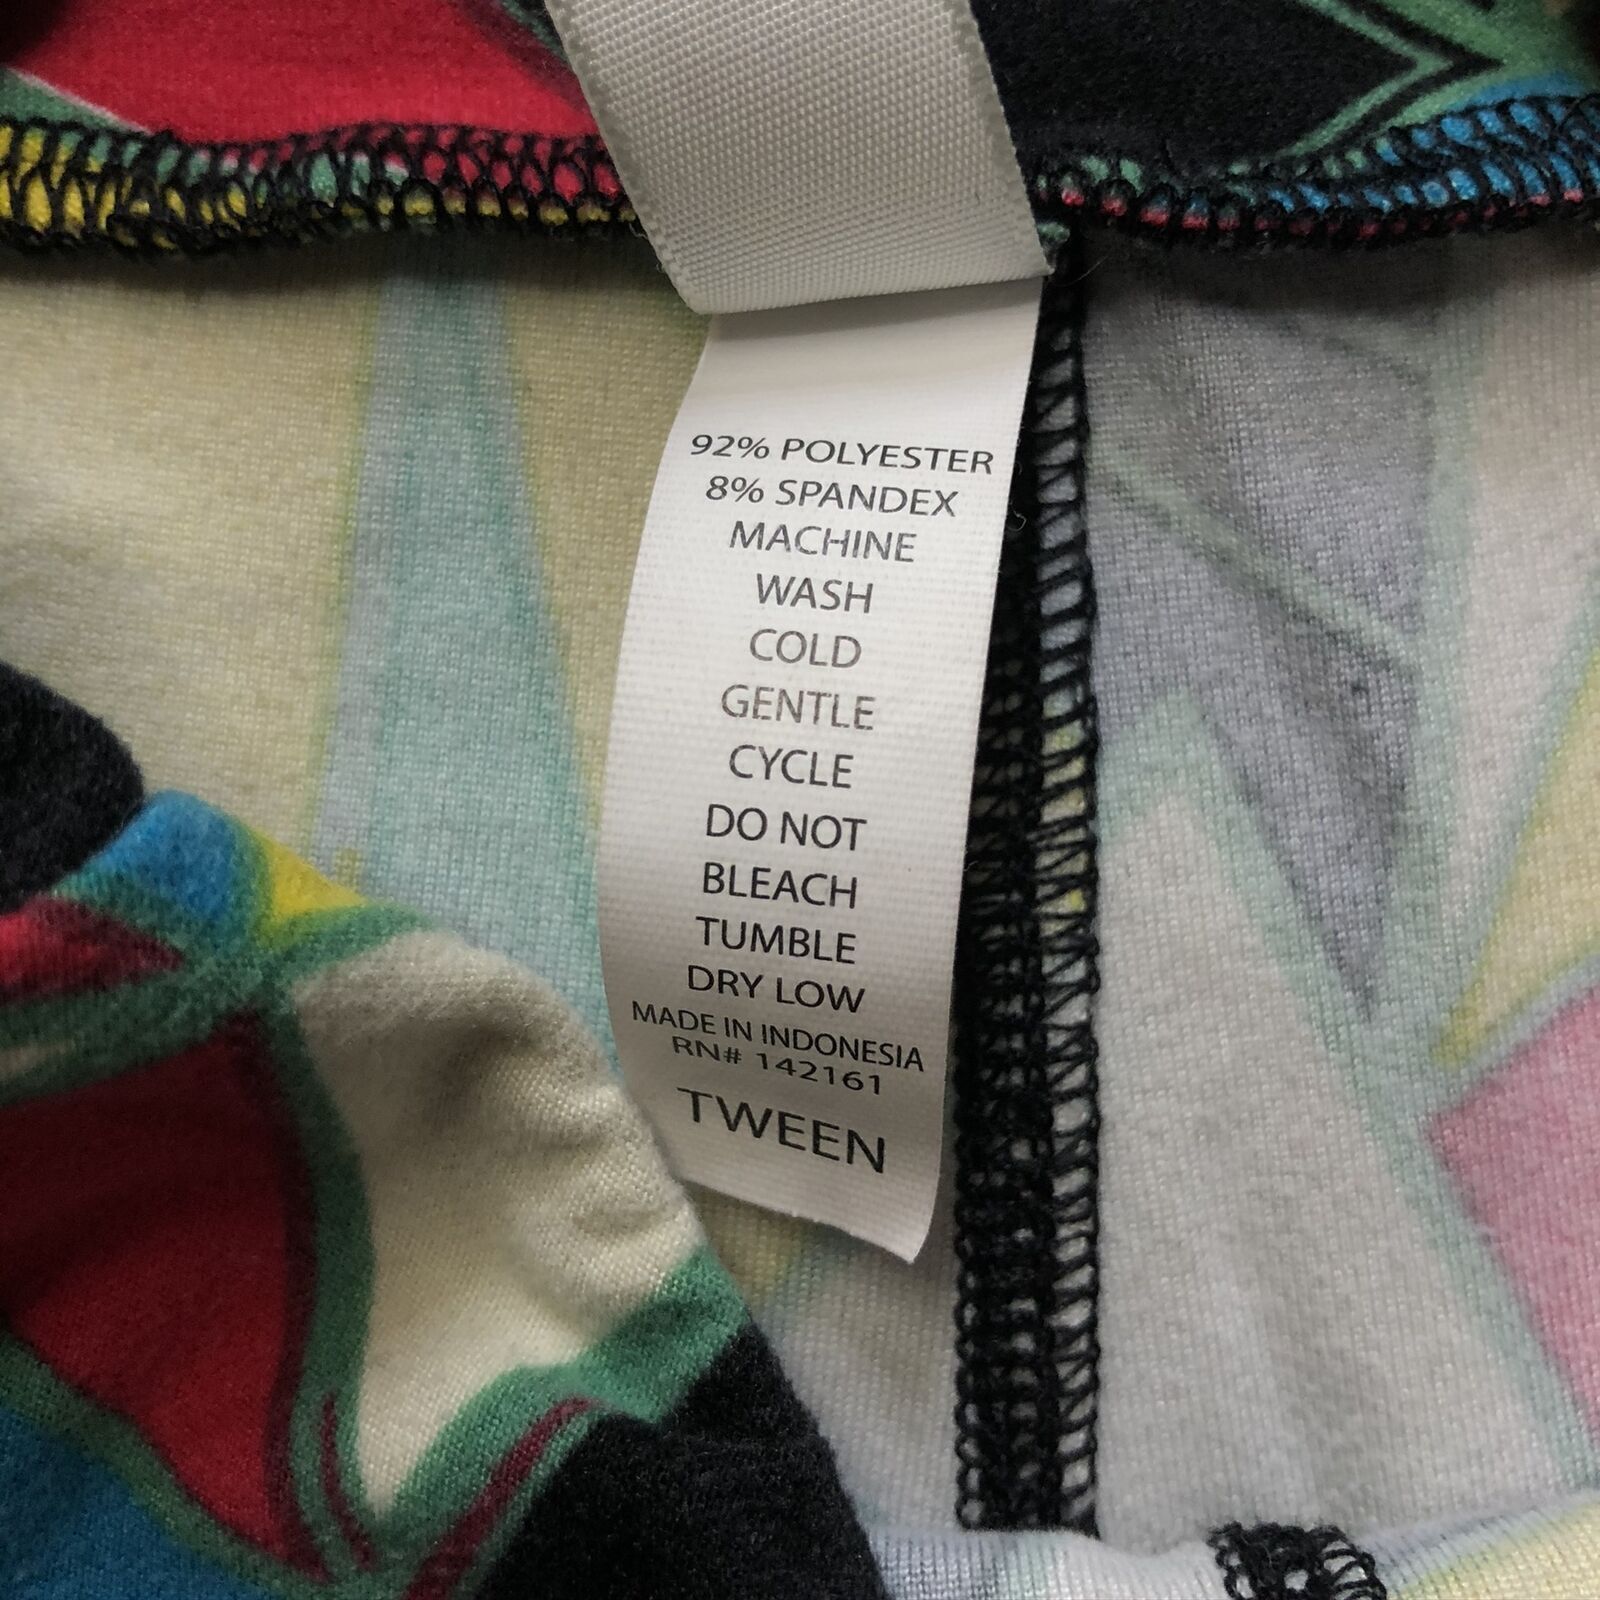 92% POLYESTER
8% SPANDEX
MACHINE
WASH
COLD
GENTLE
CYCLE
DO NOT
BLEACH
TUMBLE
DRY LOW
MADE IN INDONESIA
RN# 142161
TWEEN